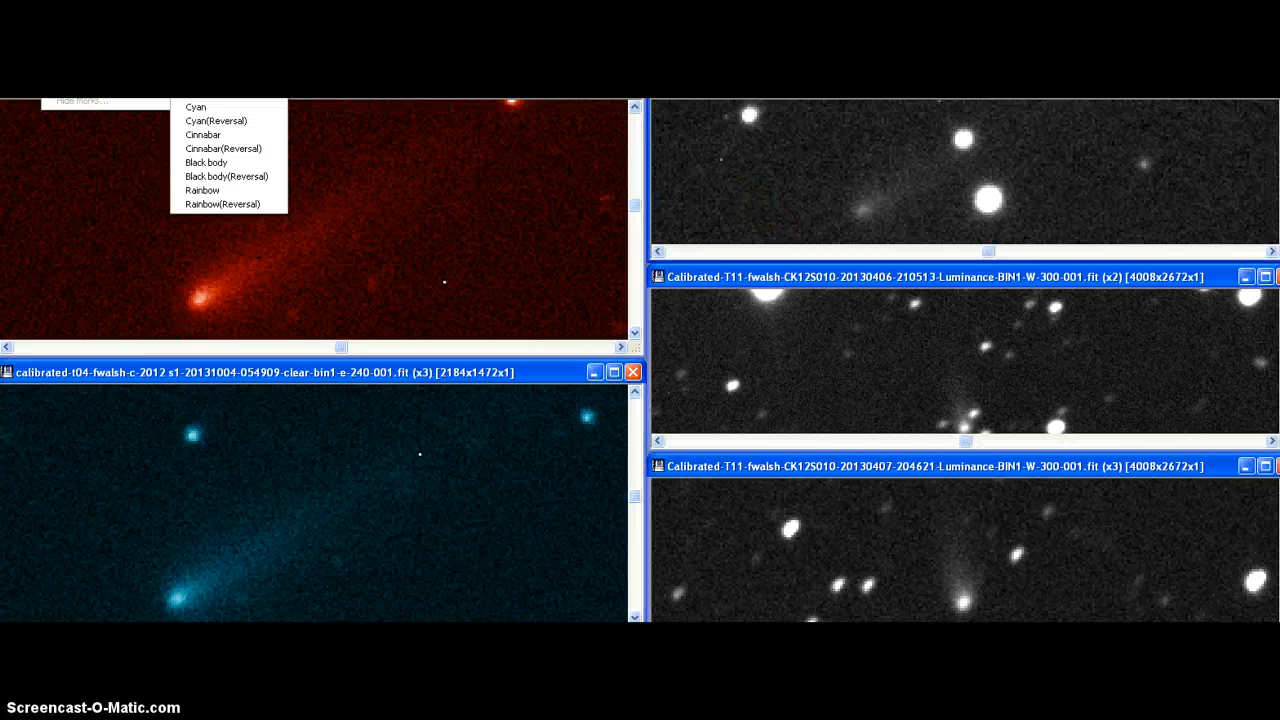 Hide Marks...
Cyan
Cyan(Reversal)
Cinnabar
Cinnabar(Reversal)
Black body
Black body(Reversal)
Rainbow
Rainbow(Reversal)
calibrated-t04-fwalsh-c-2012 s1-20131004-054909-clear-bin1-e-240-001.fit (x3) [2184x1472x1]
Calibrated-T11-fwalsh-CK12S010-20130406-210513-Luminance-BIN1-W-300-001.fit (x2) [4008x2672x1]
Calibrated-T11-fwalsh-CK12S010-20130407-204621-Luminance-BIN1-W-300-001.fit (x3) [4008x2672x1]
Screencast-O-Matic.com